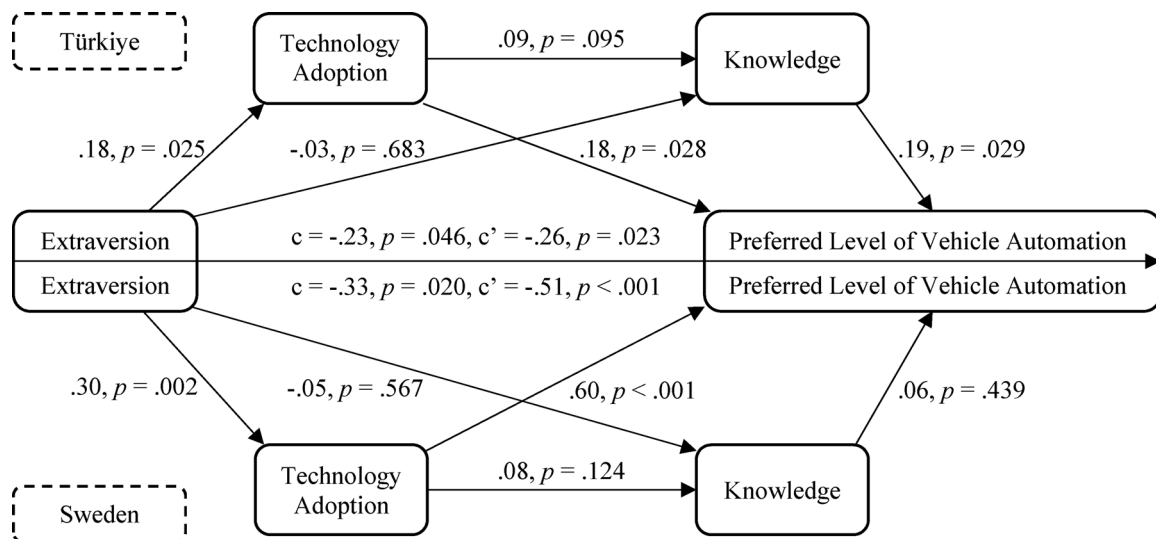 Türkiye
Technology
Adoption
.09, p = .095
Knowledge
.18, p = .025
-.03, p = .683
.18, p = .028
.19, p = .029
Extraversion
c = -.23, p = .046, c’ = -.26, p = .023
Preferred Level of Vehicle Automation
Extraversion
c = -.33, p = .020, c’ = -.51, p < .001
Preferred Level of Vehicle Automation
.30, p = .002
-.05, p = .567
.60, p < .001
.06, p = .439
Technology
Adoption
.08, p = .124
Knowledge
Sweden